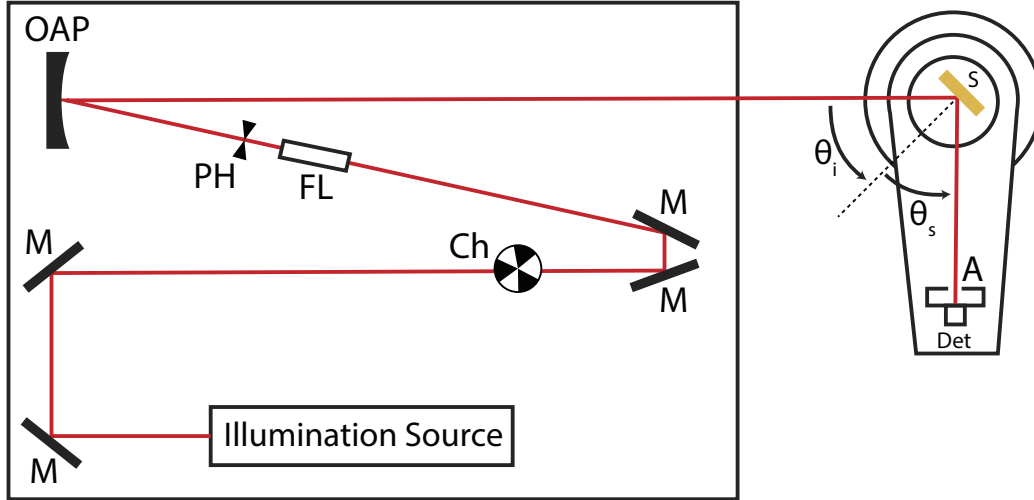 OAP
S
θi
PH
FL
θs
M
M
Ch
A
M
Det
Illumination Source
M